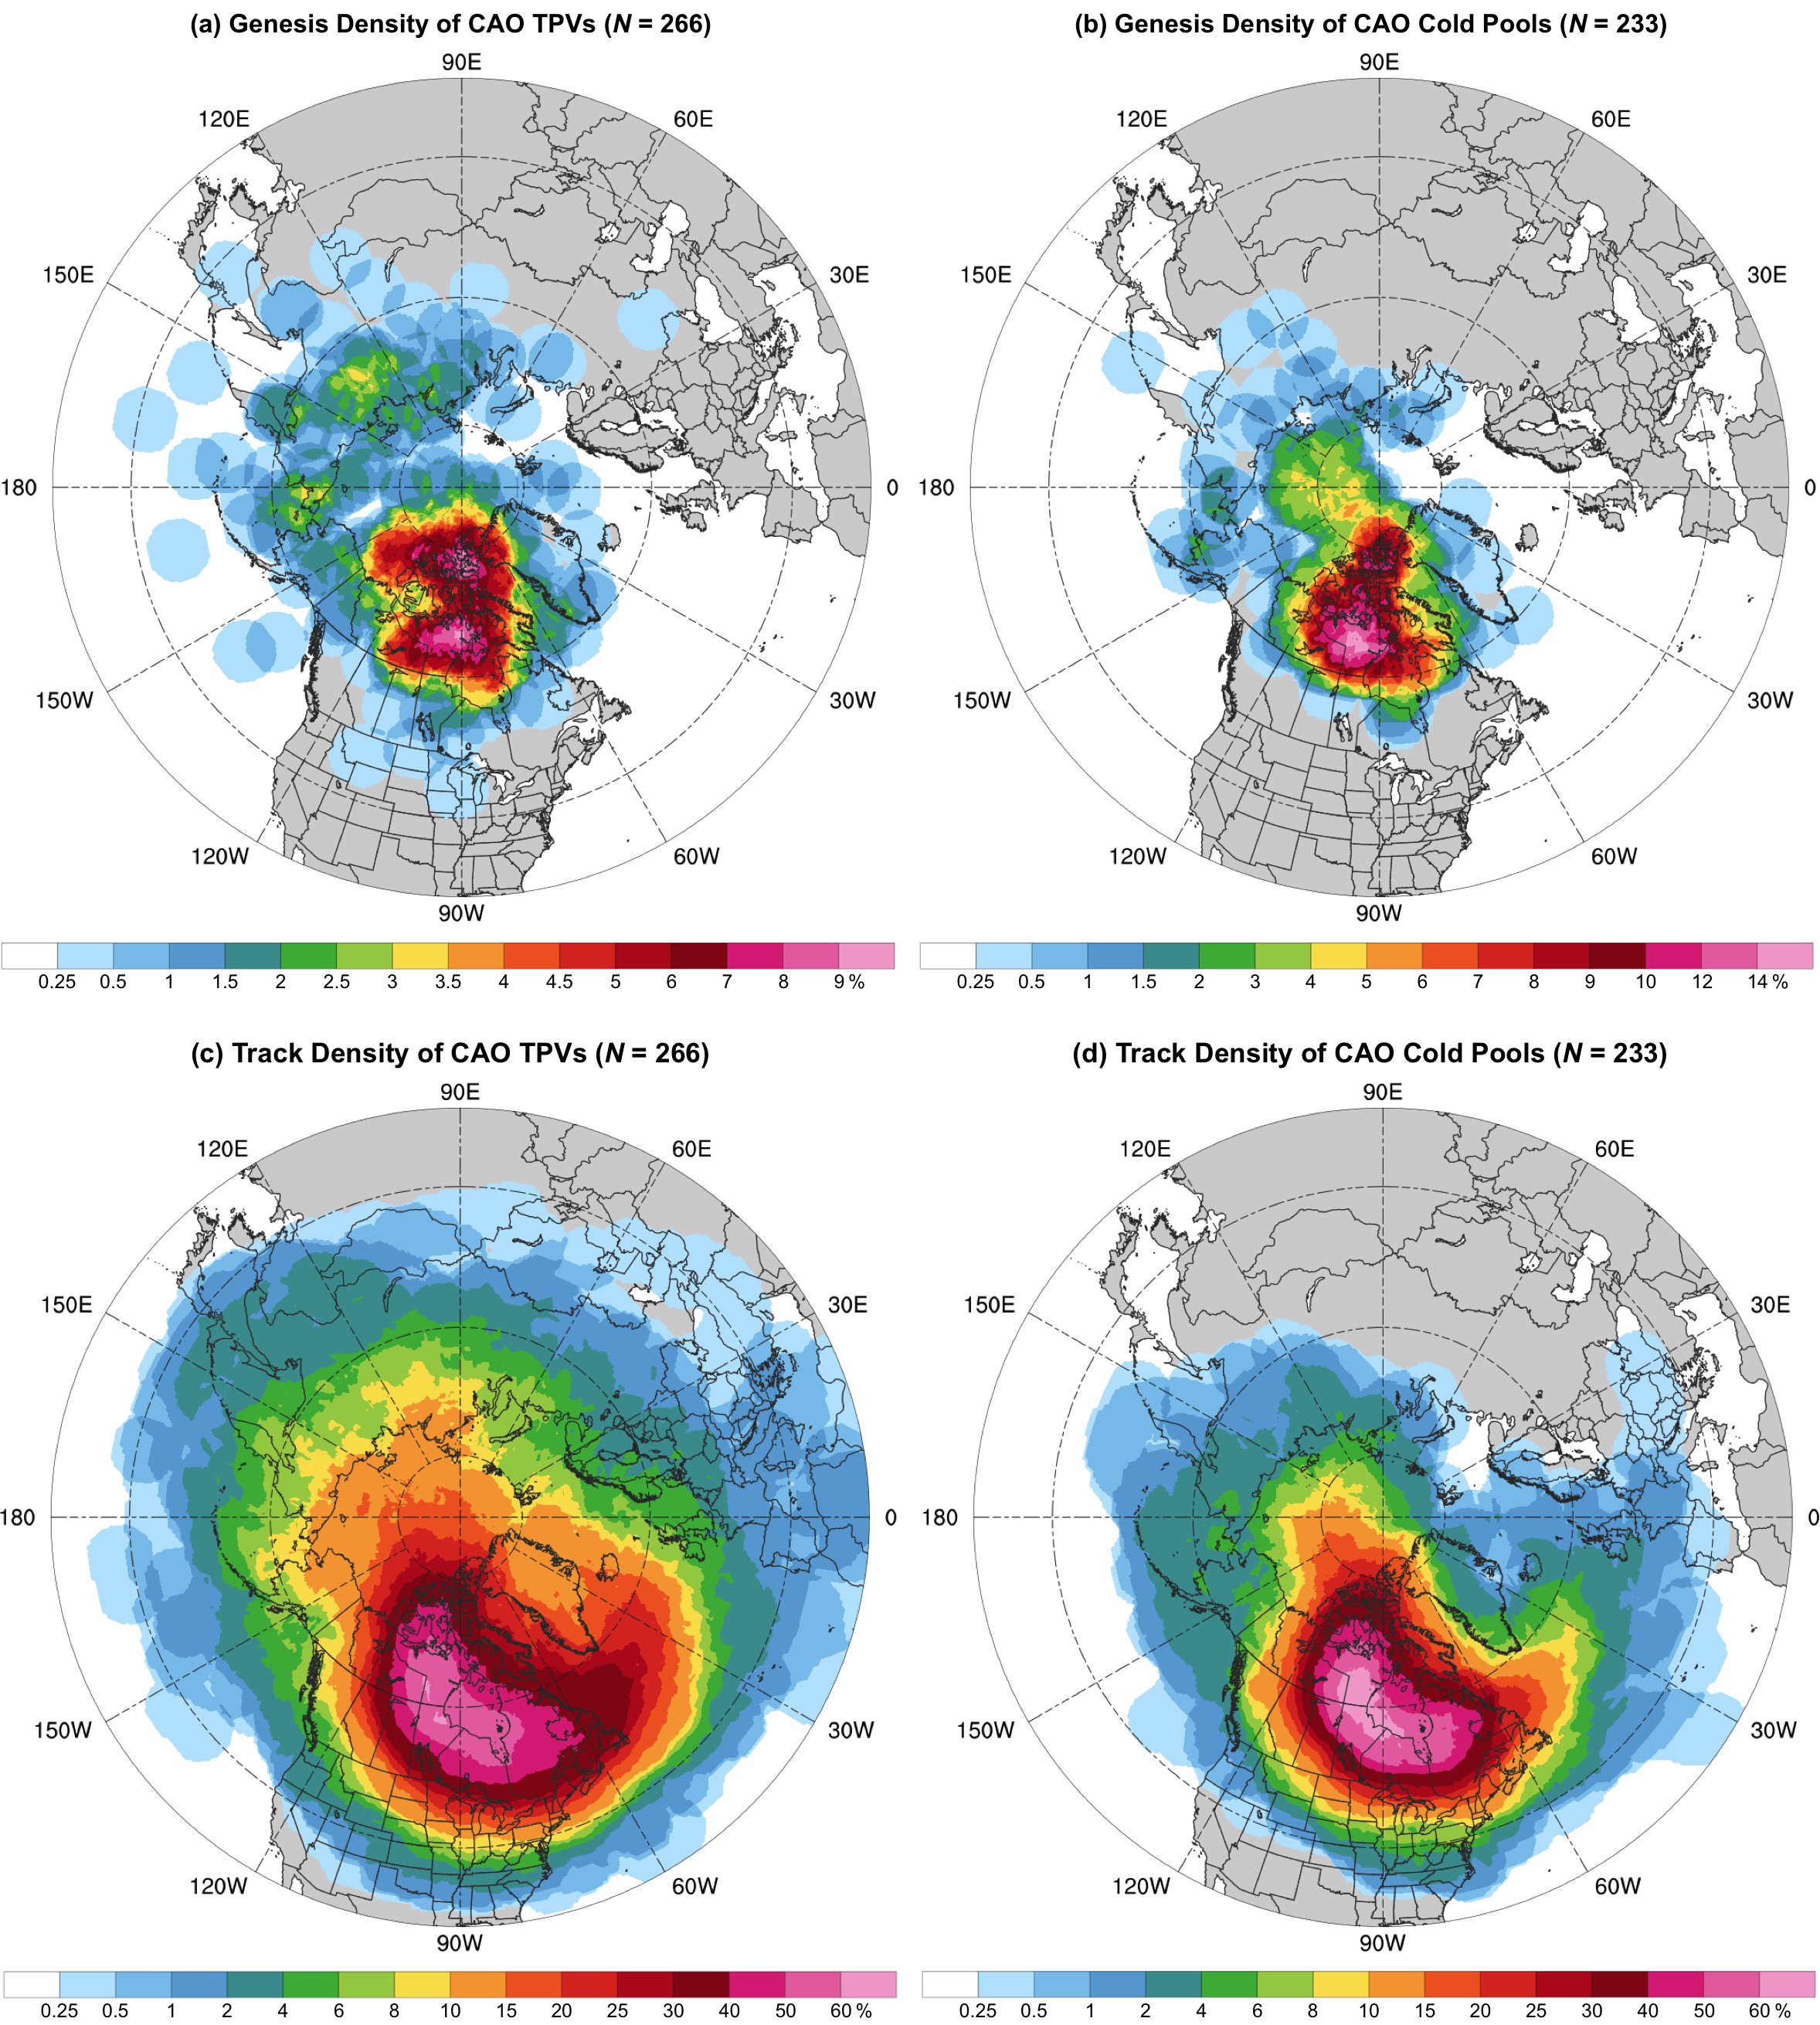 (a) Genesis Density of CAO TPVs (N = 266)
90E
120E
60E
150E
30E
180
0
150W
30W
120W
60W
90W
0.25 0.5 1 1.5 2 2.5 3 3.5 4 4.5 5 6 7 8 9 %
(b) Genesis Density of CAO Cold Pools (N = 233)
90E
120E
60E
150E
30E
180
0
150W
30W
120W
60W
90W
0.25 0.5 1 1.5 2 3 4 5 6 7 8 9 10 12 14 %
(c) Track Density of CAO TPVs (N = 266)
90E
120E
60E
150E
30E
180
0
150W
30W
120W
60W
90W
0.25 0.5 1 2 4 6 8 10 15 20 25 30 40 50 60 %
(d) Track Density of CAO Cold Pools (N = 233)
90E
120E
60E
150E
30E
180
0
150W
30W
120W
60W
90W
0.25 0.5 1 2 4 6 8 10 15 20 25 30 40 50 60 %